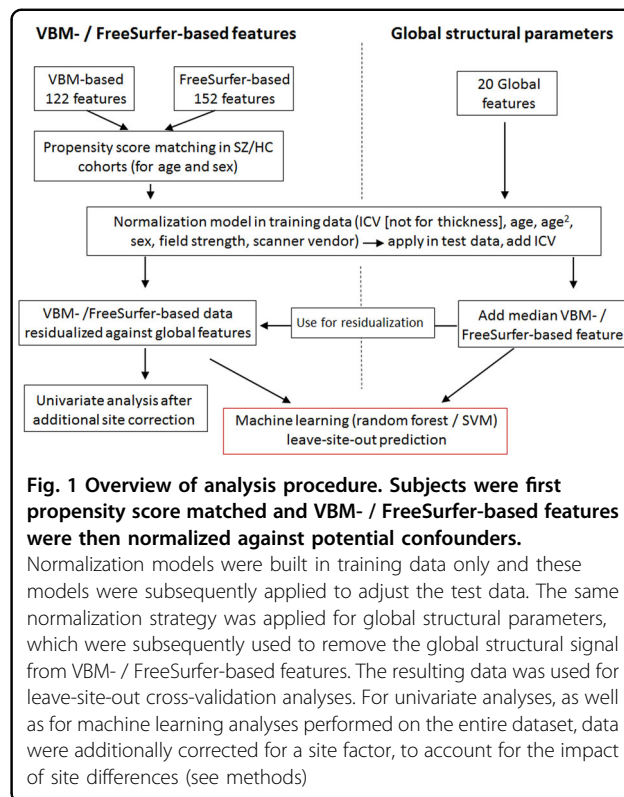 VBM- / FreeSurfer-based features
Global structural parameters
VBM-based
122 features
FreeSurfer-based
152 features
20 Global
features
Propensity score matching in SZ/HC
cohorts (for age and sex)
Normalization model in training data (ICV [not for thickness], age, age²,
sex, field strength, scanner vendor) → apply in test data, add ICV
VBM- /FreeSurfer-based data
residualized against global features
Use for residualization
Add median VBM- /
FreeSurfer-based feature
Univariate analysis after
additional site correction
Machine learning (random forest / SVM)
leave-site-out prediction
Fig. 1 Overview of analysis procedure. Subjects were first
propensity score matched and VBM- / FreeSurfer-based features
were then normalized against potential confounders.
Normalization models were built in training data only and these
models were subsequently applied to adjust the test data. The same
normalization strategy was applied for global structural parameters,
which were subsequently used to remove the global structural signal
from VBM- / FreeSurfer-based features. The resulting data was used for
leave-site-out cross-validation analyses. For univariate analyses, as well
as for machine learning analyses performed on the entire dataset, data
were additionally corrected for a site factor, to account for the impact
of site differences (see methods)